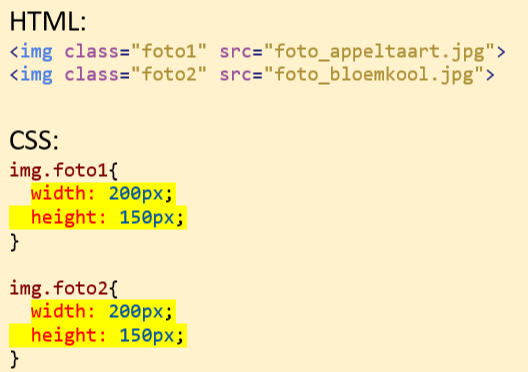 HTML:
<img class="foto1" src="foto_appeltaart.jpg">
<img class="foto2" src="foto_bloemkool.jpg">
CSS:
img.foto1{
width: 200px;
height: 150px;
}
img.foto2{
width: 200px;
height: 150px;
}